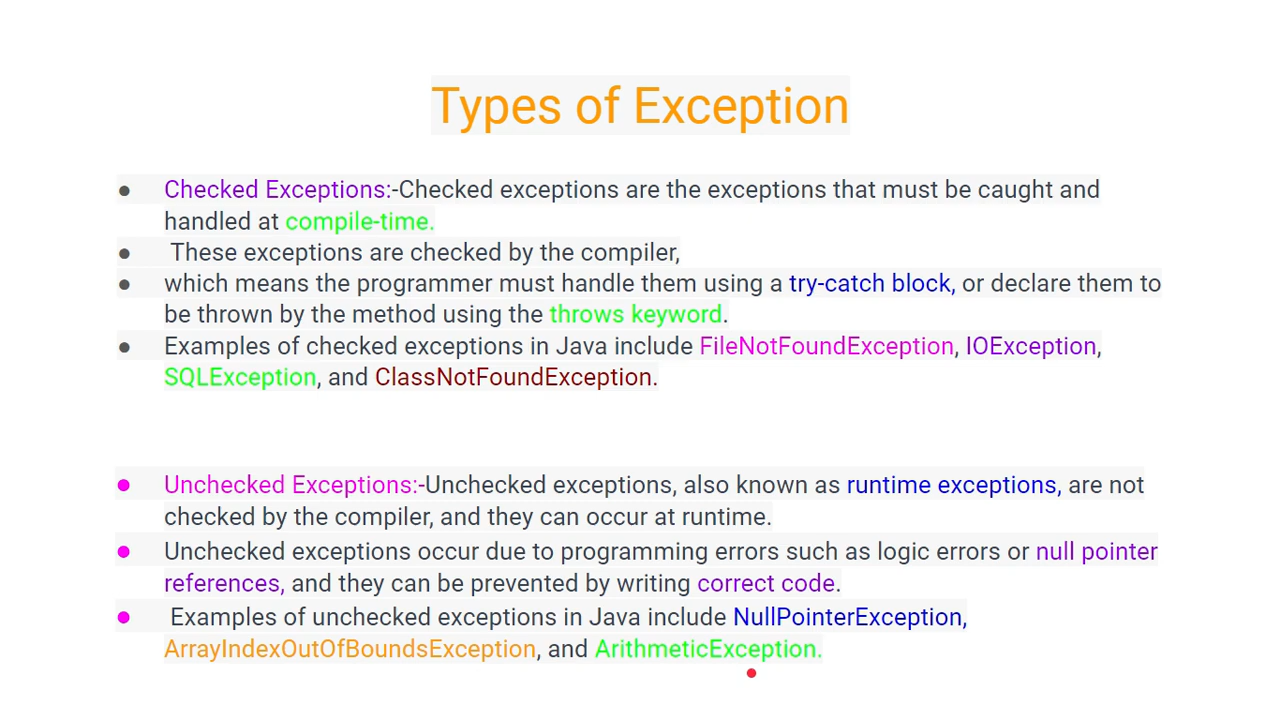 Types of Exception
● Checked Exceptions:-Checked exceptions are the exceptions that must be caught and
handled at compile-time.
● These exceptions are checked by the compiler,
● which means the programmer must handle them using a try-catch block, or declare them to
be thrown by the method using the throws keyword.
● Examples of checked exceptions in Java include FileNotFoundException, IOException,
SQLException, and ClassNotFoundException.
● Unchecked Exceptions:-Unchecked exceptions, also known as runtime exceptions, are not
checked by the compiler, and they can occur at runtime.
● Unchecked exceptions occur due to programming errors such as logic errors or null pointer
references, and they can be prevented by writing correct code.
● Examples of unchecked exceptions in Java include NullPointerException,
ArrayIndexOutOfBoundsException, and ArithmeticException.